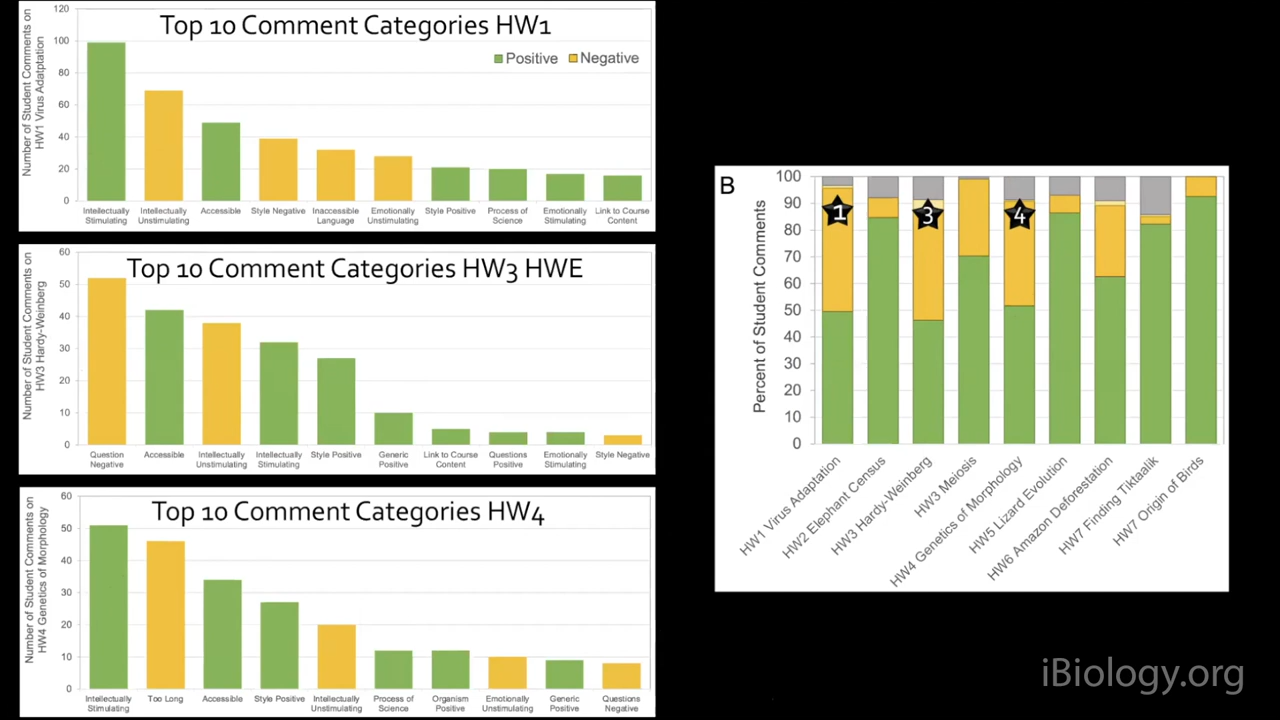 Top 10 Comment Categories HW1
Number of Student Comments on
HW1 Virus Adatptation
120
100
80
60
40
20
0
Positive Negative
Intellectually Stimulating
Intellectually Unstimulating
Accessible
Style Negative
Inaccessible Language
Emotionally Unstimulating
Style Positive
Process of Science
Emotionally Stimulating
Link to Course Content
Top 10 Comment Categories HW3 HWE
Number of Student Comments on
HW3 Hardy-Weinberg
60
50
40
30
20
10
0
Question Negative
Accessible
Intellectually Unstimulating
Intellectually Stimulating
Style Positive
Generic Positive
Link to Course Content
Questions Positive
Emotionally Stimulating
Style Negative
Top 10 Comment Categories HW4
Number of Student Comments on
HW4 Genetics of Morphology
60
50
40
30
20
10
0
Intellectually Stimulating
Too Long
Accessible
Style Positive
Intellectually Unstimulating
Process of Science
Organism Positive
Emotionally Unstimulating
Generic Positive
Questions Negative
B
Percent of Student Comments
100
90
80
70
60
50
40
30
20
10
0
1
3
4
HW1 Virus Adaptation
HW2 Elephant Census
HW3 Hardy-Weinberg
HW3 Meiosis
HW4 Genetics of Morphology
HW5 Lizard Evolution
HW6 Amazon Deforestation
HW7 Finding Tiktaalik
HW7 Origin of Birds
iBiology.org